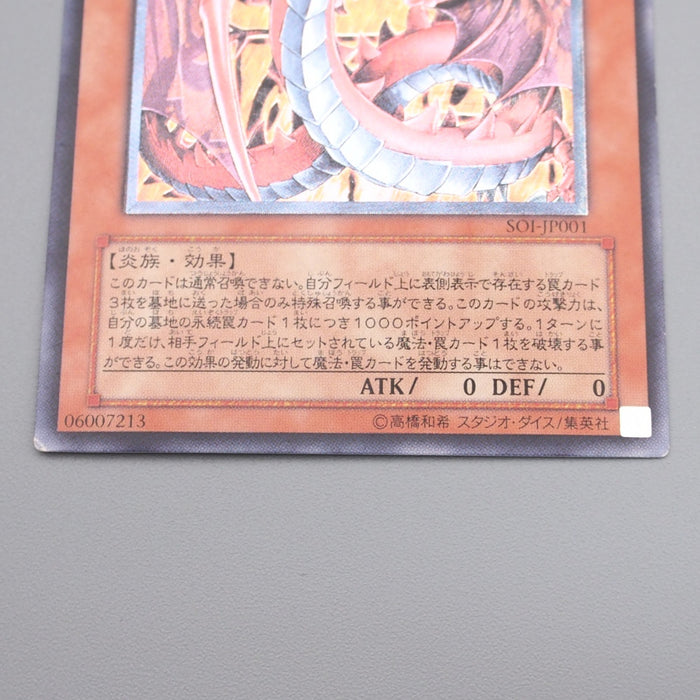 SOI-JP001
【炎族・効果】
このカードは通常召喚できない。自分フィールド上に表側表示で存在する罠カード
3枚を墓地に送った場合のみ特殊召喚する事ができる。このカードの攻撃力は、
自分の墓地の永続罠カード1枚につき1000ポイントアップする。1ターンに
1度だけ、相手フィールド上にセットされている魔法・罠カード1枚を破壊する事
ができる。この効果の発動に対して魔法・罠カードを発動する事はできない。
ATK/ 0 DEF/ 0
06007213 ©高橋和希 スタジオ・ダイス/集英社